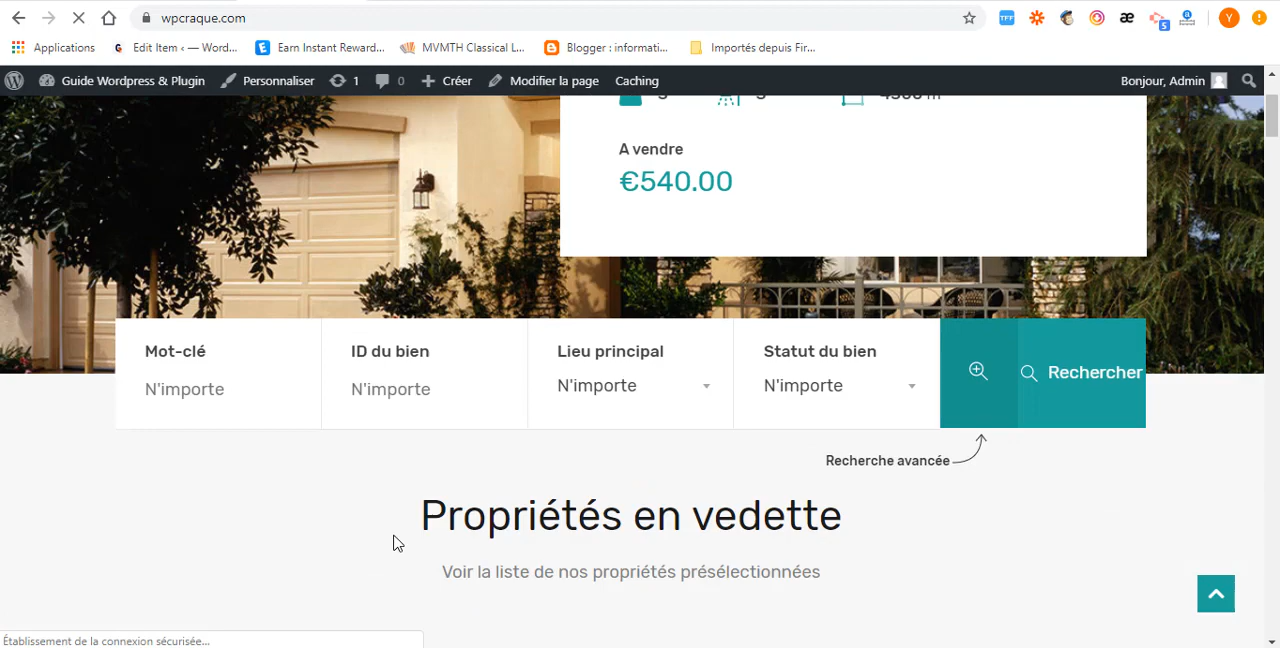 wpcraque.com
Applications
Edit Item ‹ — Word...
Earn Instant Reward...
MVMTH Classical L...
Blogger : informati...
Importés depuis Fir...
Guide Wordpress & Plugin
Personnaliser
1
0
Créer
Modifier la page
Caching
Bonjour, Admin
A vendre
€540.00
Mot-clé
N'importe
ID du bien
N'importe
Lieu principal
N'importe
Statut du bien
N'importe
Rechercher
Recherche avancée
Propriétés en vedette
Voir la liste de nos propriétés présélectionnées
Établissement de la connexion sécurisée...